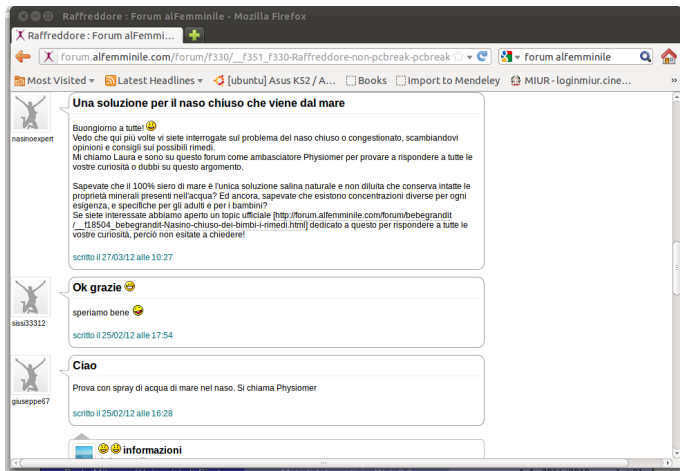 Raffreddore : Forum alFemminile - Mozilla Firefox
Raffreddore : Forum alFemmi...
forum.alfemminile.com/forum/f330/__f351_f330-Raffreddore-non-pcbreak-pcbreak
forum alfemminile
Most Visited
Latest Headlines
[ubuntu] Asus K52 / A...
Books
Import to Mendeley
MIUR - loginmiur.cine...
»
Una soluzione per il naso chiuso che viene dal mare
nasinoexpert
Buongiorno a tutte!
Vedo che qui più volte vi siete interrogate sul problema del naso chiuso o congestionato, scambiandovi
opinioni e consigli sui possibili rimedi.
Mi chiamo Laura e sono su questo forum come ambasciatore Physiomer per provare a rispondere a tutte le
vostre curiosità o dubbi su questo argomento.
Sapevate che il 100% siero di mare è l'unica soluzione salina naturale e non diluita che conserva intatte le
proprietà minerali presenti nell'acqua? Ed ancora, sapevate che esistono concentrazioni diverse per ogni
esigenza, e specifiche per gli adulti e per i bambini?
Se siete interessate abbiamo aperto un topic ufficiale [http://forum.alfemminile.com/forum/bebegrandit
/__f18504_bebegrandit-Nasino-chiuso-dei-bimbi-i-rimedi.html] dedicato a questo per rispondere a tutte le
vostre curiosità, perciò non esitate a chiedere!
scritto il 27/03/12 alle 10:27
Ok grazie
sissi33312
speriamo bene
scritto il 25/02/12 alle 17:54
Ciao
giuseppe67
Prova con spray di acqua di mare nel naso. Si chiama Physiomer
scritto il 25/02/12 alle 16:28
informazioni